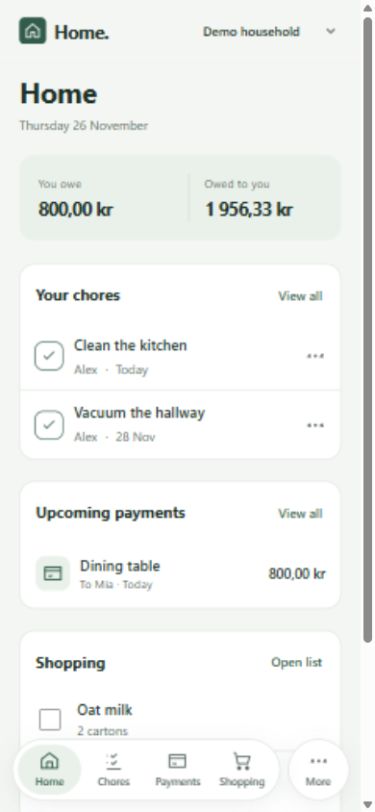 Home.
Demo household
Home
Thursday 26 November
You owe
800,00 kr
Owed to you
1 956,33 kr
Your chores
View all
Clean the kitchen
Alex · Today
Vacuum the hallway
Alex · 28 Nov
Upcoming payments
View all
Dining table
To Mia · Today
800,00 kr
Shopping
Open list
Oat milk
2 cartons
Home
Chores
Payments
Shopping
More